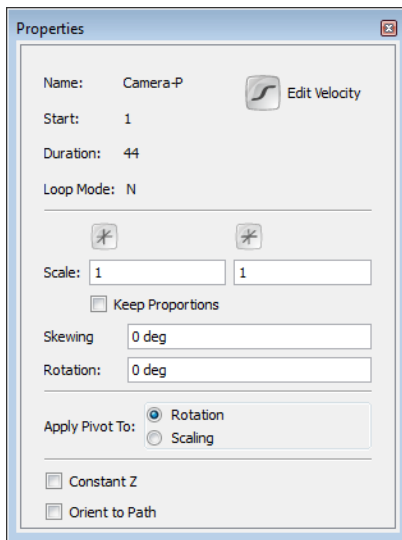 Properties
Name: Camera-P
Edit Velocity
Start: 1
Duration: 44
Loop Mode: N
Scale: 1 1
Keep Proportions
Skewing 0 deg
Rotation: 0 deg
Apply Pivot To: Rotation
Scaling
Constant Z
Orient to Path